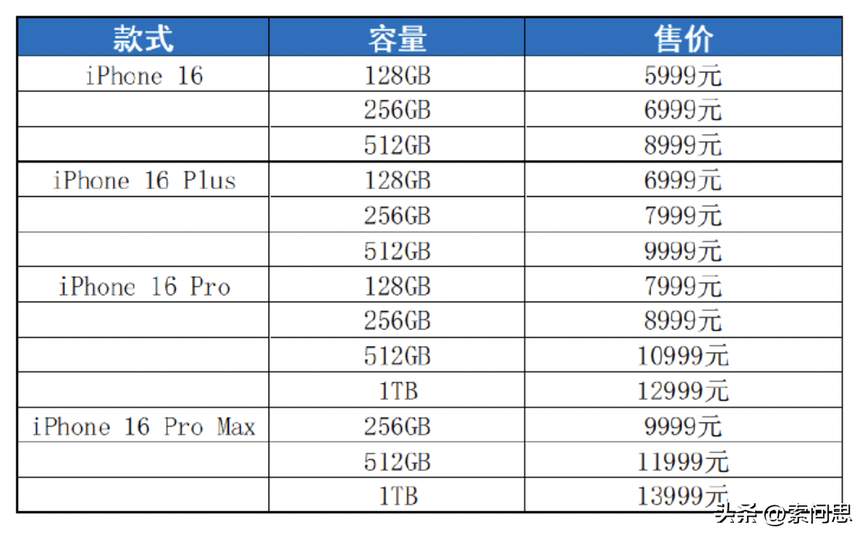 款式 容量 售价
iPhone 16 128GB 5999元
256GB 6999元
512GB 8999元
iPhone 16 Plus 128GB 6999元
256GB 7999元
512GB 9999元
iPhone 16 Pro 128GB 7999元
256GB 8999元
512GB 10999元
1TB 12999元
iPhone 16 Pro Max 256GB 9999元
512GB 11999元
1TB 13999元
头条 @索问思